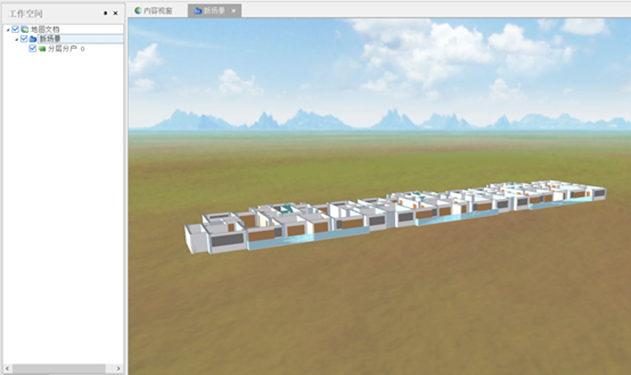 工作空间
内容视窗
新场景
地图文档
新场景
分层分户 0